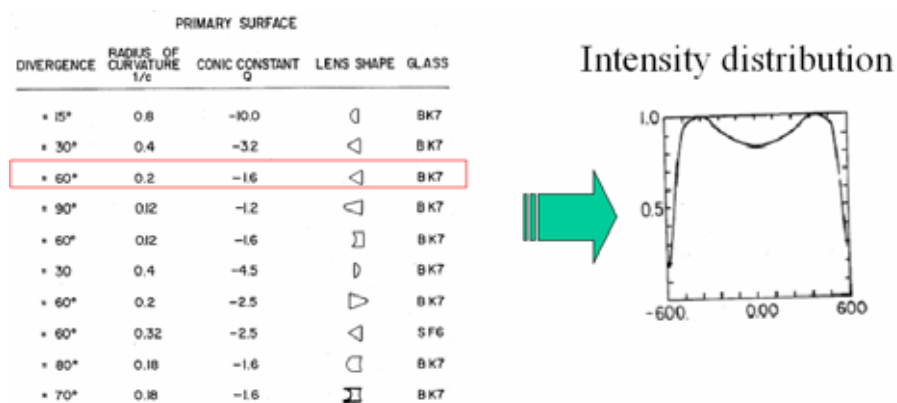 PRIMARY SURFACE
DIVERGENCE RADIUS OF CURVATURE 1/c CONIC CONSTANT Q LENS SHAPE GLASS
≈ 15° 0.8 -10.0 BK7
≈ 30° 0.4 -3.2 BK7
≈ 60° 0.2 -1.6 BK7
≈ 90° 0.12 -1.2 BK7
≈ 60° 0.12 -1.6 BK7
≈ 30 0.4 -4.5 BK7
≈ 60° 0.2 -2.5 BK7
≈ 60° 0.32 -2.5 SF6
≈ 80° 0.18 -1.6 BK7
≈ 70° 0.18 -1.6 BK7
Intensity distribution
1.0
0.5
-600. 0.00 600